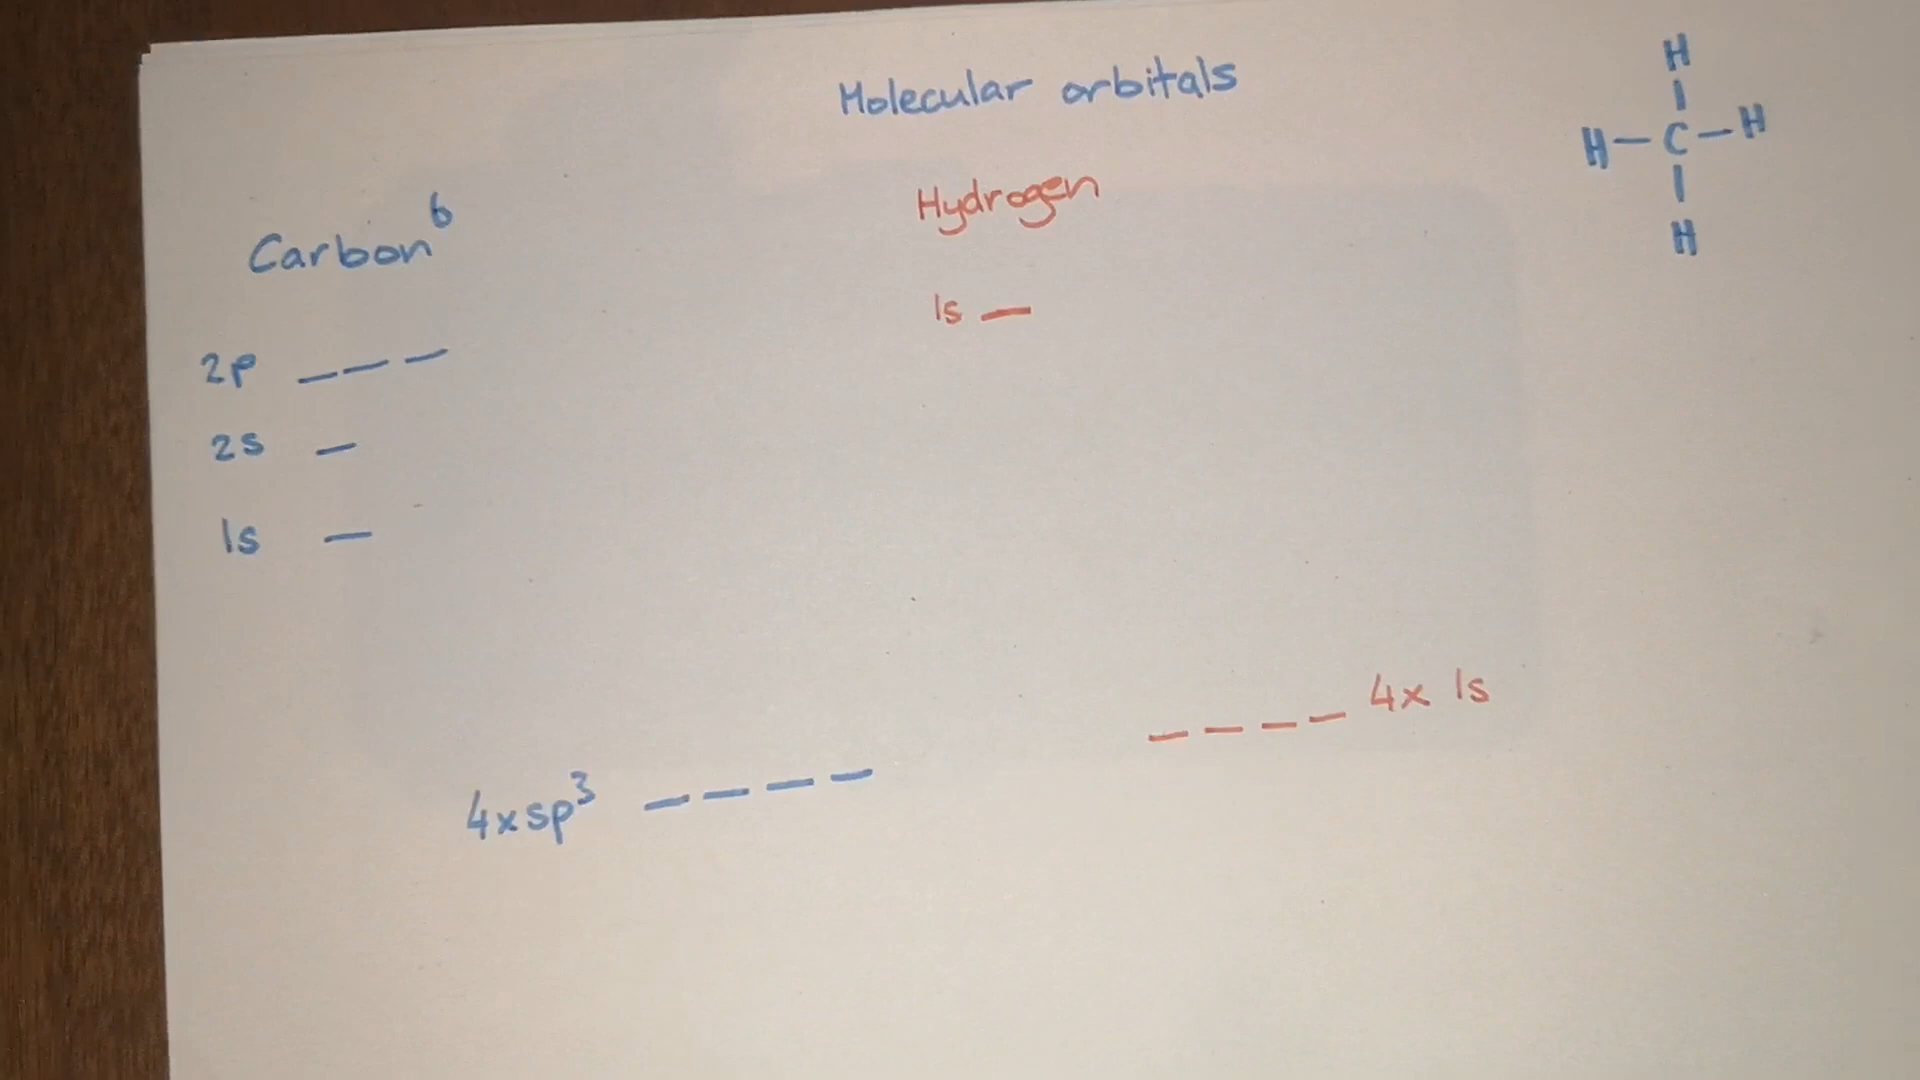 Molecular orbitals
H
H-C-H
H
Hydrogen
1s
Carbon⁶
2p
2s
1s
4x 1s
4xsp³